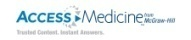 ACCESS Medicine from McGraw-Hill
Trusted Content. Instant Answers.